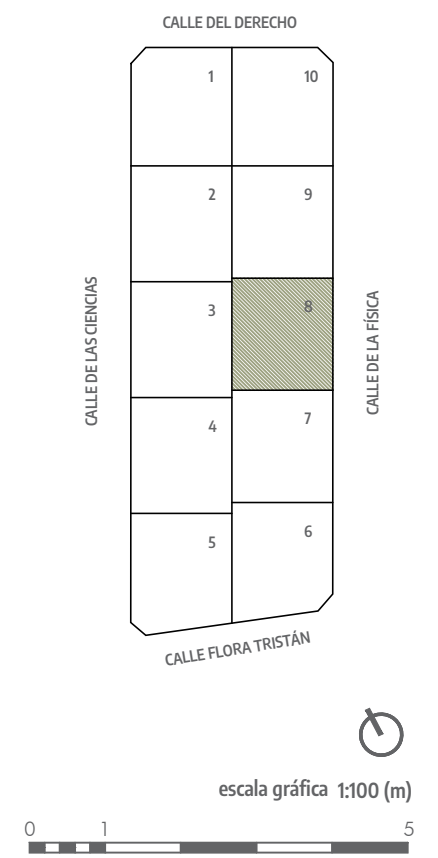 CALLE DEL DERECHO
1
10
2
9
CALLE DE LAS CIENCIAS
3
8
CALLE DE LA FÍSICA
4
7
5
6
CALLE FLORA TRISTÁN
escala gráfica 1:100 (m)
0 1 5